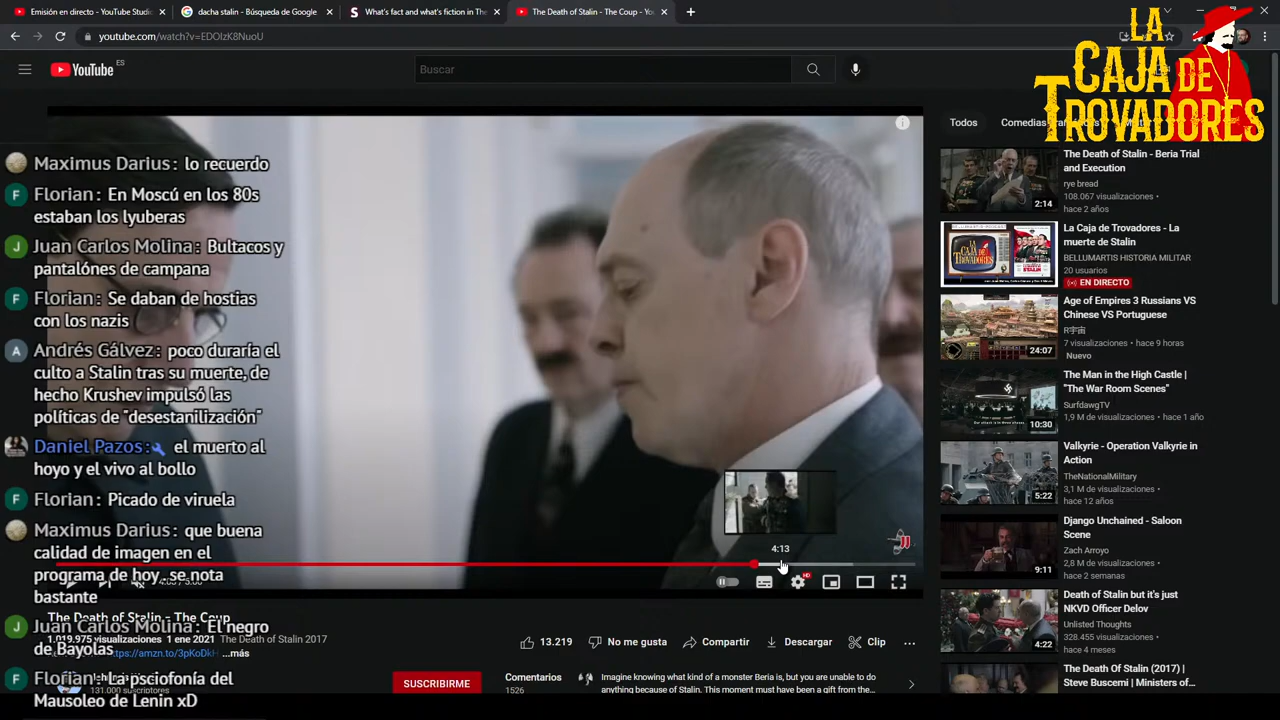 Emisión en directo - YouTube Studi
dacha stalin - Búsqueda de Google
What's fact and what's fiction in T
The Death of Stalin - The Coup - You
youtube.com/watch?v=EDOIzK8NuoU
LA
CAJA DE
TROVADORES
YouTube ES
Buscar
Todos
Maximus Darius: lo recuerdo
Florian: En Moscú en los 80s
estaban los lyuberas
Juan Carlos Molina: Bultacos y
pantalónes de campana
Florian: Se daban de hostias
con los nazis
Andrés Gálvez: poco duraría el
culto a Stalin tras su muerte, de
hecho Krushev impulsó las
políticas de "desestanilización"
Daniel Pazos: el muerto al
hoyo y el vivo al bollo
Florian: Picado de viruela
Maximus Darius: que buena
calidad de imagen en el
programa de hoy...se nota
bastante
Juan Carlos Molina: El negro
de Bayolas
Florian: La psciofonía del
Mausoleo de Lenin xD
4:13
HD
The Death of Stalin - The Coup
1.019.975 visualizaciones 1 ene 2021 The Death of Stalin 2017
...más
131.000 suscriptores
13.219
No me gusta
Compartir
Descargar
Clip
SUSCRIBIRME
Comentarios
1526
Imagine knowing what kind of a monster Beria is, but you are unable to do
anything because of Stalin. This moment must have been a gift from the...
The Death of Stalin - Beria Trial
and Execution
rye bread
108.067 visualizaciones •
hace 2 años
2:14
La Caja de Trovadores - La
muerte de Stalin
BELLUMARTIS HISTORIA MILITAR
20 usuarios
EN DIRECTO
Age of Empires 3 Russians VS
Chinese VS Portuguese
R宇宙
7 visualizaciones • hace 9 horas
Nuevo
24:07
The Man in the High Castle |
"The War Room Scenes"
SurfdawgTV
1,9 M de visualizaciones • hace 1 año
10:30
Valkyrie - Operation Valkyrie in
Action
TheNationalMilitary
3,1 M de visualizaciones •
hace 12 años
5:22
Django Unchained - Saloon
Scene
Zach Arroyo
2,8 M de visualizaciones •
hace 2 semanas
9:11
Death of Stalin but it's just
NKVD Officer Delov
Unlisted Thoughts
328.455 visualizaciones •
hace 4 meses
4:22
The Death Of Stalin (2017) |
Steve Buscemi | Ministers of...